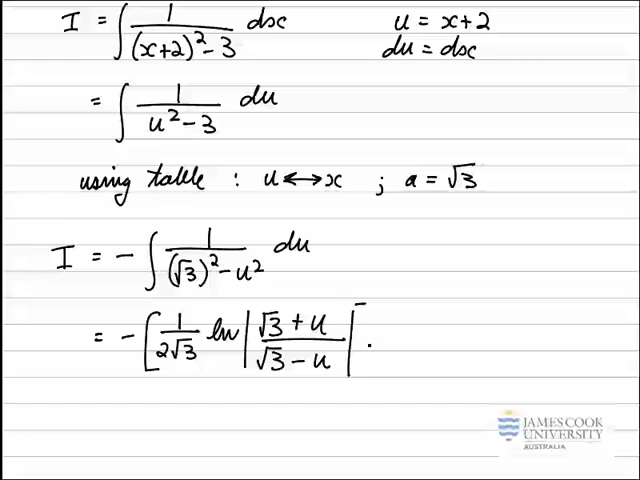 I = ∫ 1/((x+2)² - 3) dx    u = x+2
du = dx
= ∫ 1/(u² - 3) du
using table : u ↔ x ; a = √3
I = - ∫ 1/((√3)² - u²) du
= - [ 1/(2√3) ln | (√3 + u)/(√3 - u) | .
JAMES COOK
UNIVERSITY
AUSTRALIA